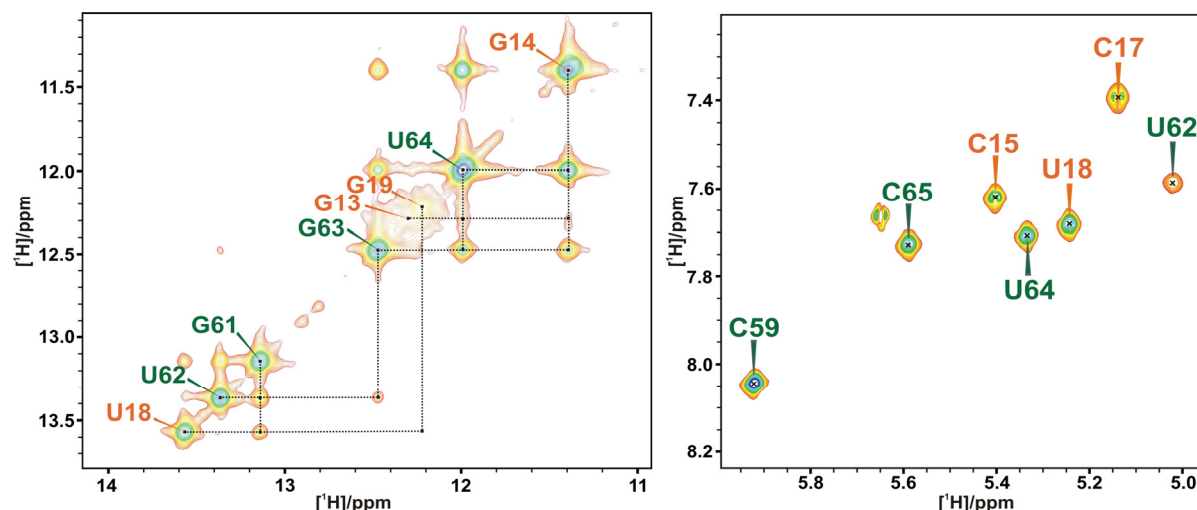 G14
U64
G19
G13
G63
G61
U62
U18
11.5
12.0
12.5
13.0
13.5
[¹H]/ppm
14
13
12
11
[¹H]/ppm
C17
U62
C15
U18
C65
U64
C59
7.4
7.6
7.8
8.0
8.2
[¹H]/ppm
5.8
5.6
5.4
5.2
5.0
[¹H]/ppm